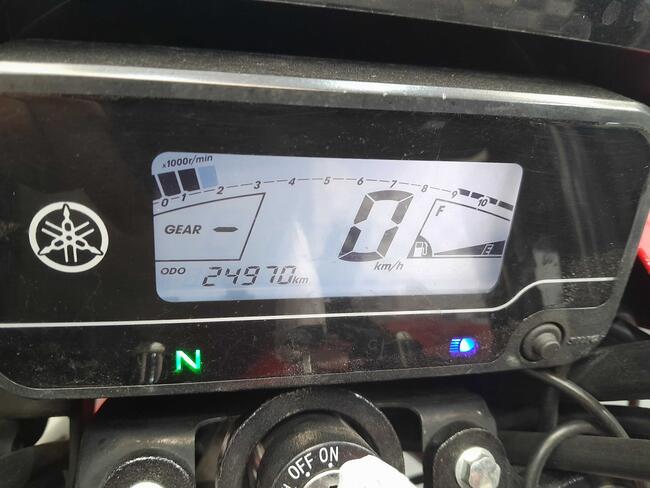 x1000r/min
0 1 2 3 4 5 6 7 8 9 10
GEAR -
0
km/h
F
E
ODO 24970km
N
OFF ON